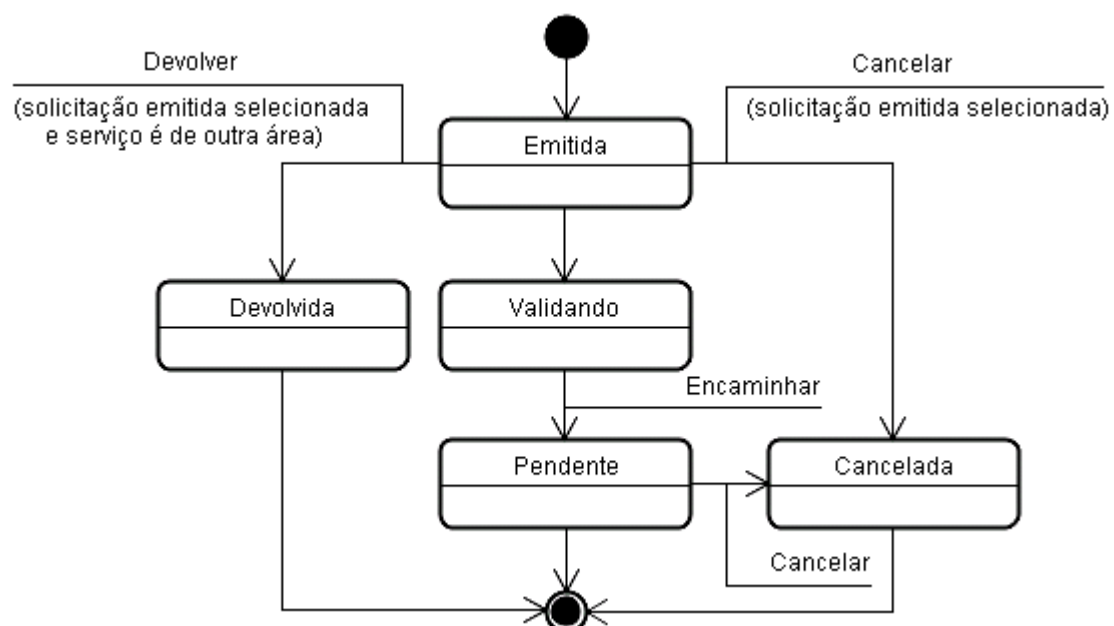 Devolver
(solicitação emitida selecionada
e serviço é de outra área)
Cancelar
(solicitação emitida selecionada)
Emitida
Devolvida
Validando
Encaminhar
Pendente
Cancelada
Cancelar